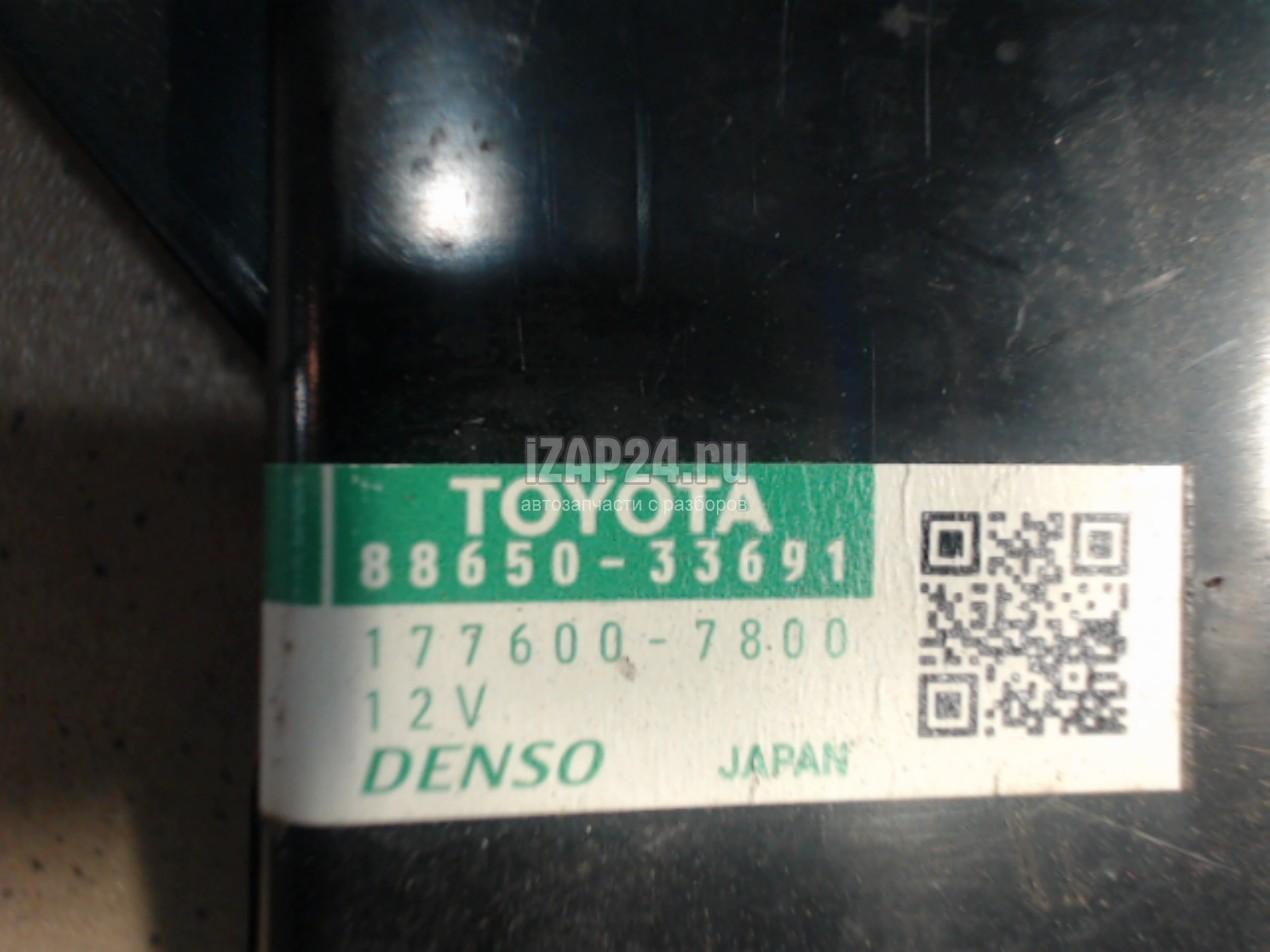 iZAP24.ru
автозапчасти с разборов
TOYOTA
88650-33691
177600-7800
12V
DENSO JAPAN